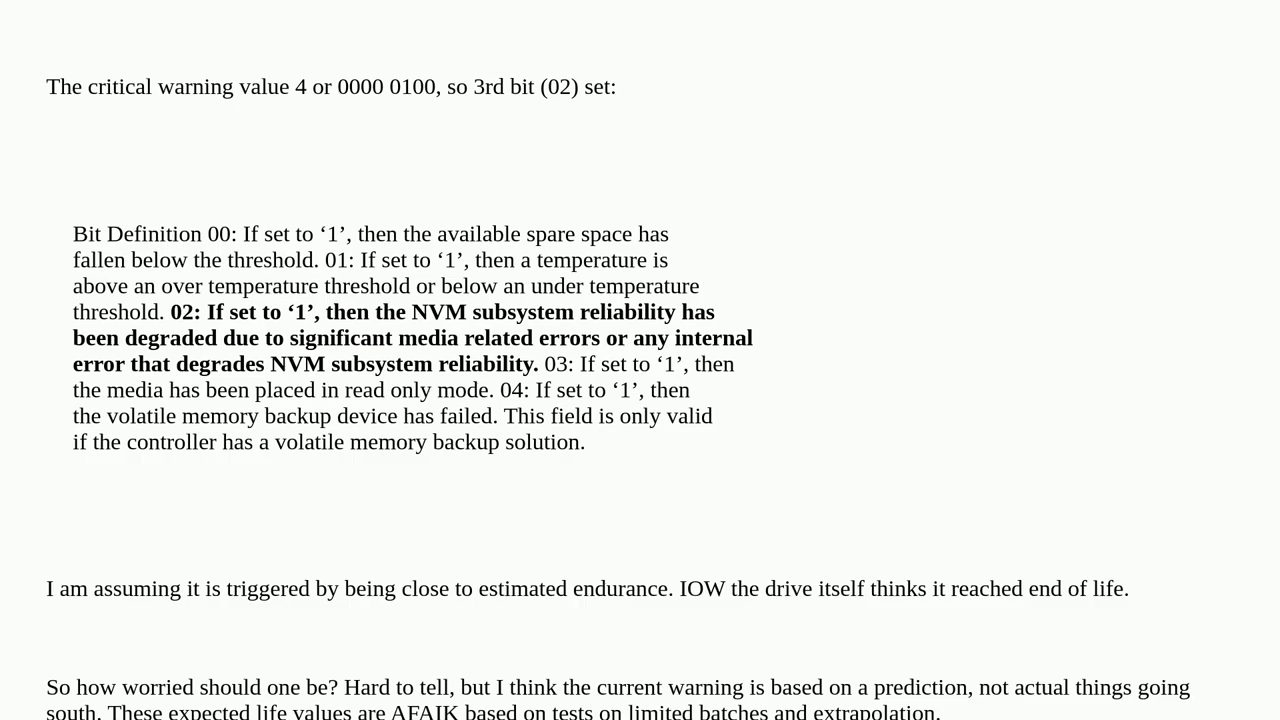 The critical warning value 4 or 0000 0100, so 3rd bit (02) set:
Bit Definition 00: If set to ‘1’, then the available spare space has
fallen below the threshold. 01: If set to ‘1’, then a temperature is
above an over temperature threshold or below an under temperature
threshold. 02: If set to ‘1’, then the NVM subsystem reliability has
been degraded due to significant media related errors or any internal
error that degrades NVM subsystem reliability. 03: If set to ‘1’, then
the media has been placed in read only mode. 04: If set to ‘1’, then
the volatile memory backup device has failed. This field is only valid
if the controller has a volatile memory backup solution.
I am assuming it is triggered by being close to estimated endurance. IOW the drive itself thinks it reached end of life.
So how worried should one be? Hard to tell, but I think the current warning is based on a prediction, not actual things going
south. These expected life values are AFAIK based on tests on limited batches and extrapolation.